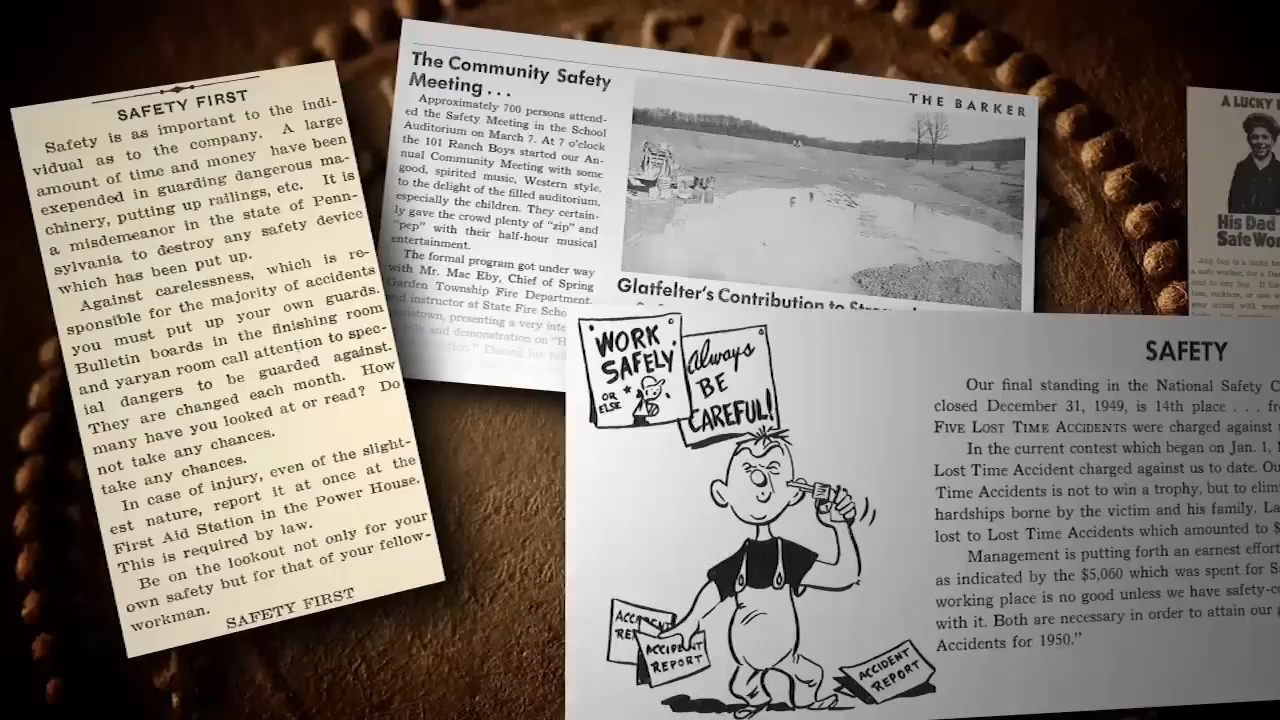 SAFETY FIRST
Safety is as important to the indi-
vidual as to the company. A large
amount of time and money have been
exepended in guarding dangerous ma-
chinery, putting up railings, etc. It is
a misdemeanor in the state of Penn-
sylvania to destroy any safety device
which has been put up.
Against carelessness, which is re-
sponsible for the majority of accidents
you must put up your own guards.
Bulletin boards in the finishing room
and yaryan room call attention to spec-
ial dangers to be guarded against.
They are changed each month. How
many have you looked at or read? Do
not take any chances.
take any chances.
In case of injury, even of the slight-
est nature, report it at once at the
First Aid Station in the Power House.
This is required by law.
Be on the lookout not only for your
own safety but for that of your fellow-
workman.
SAFETY FIRST
The Community Safety
Meeting . . .
Approximately 700 persons attend-
ed the Safety Meeting in the School
Auditorium on March 7. At 7 o'clock
the 101 Ranch Boys started our An-
nual Community Meeting with some
good, spirited music, Western style,
to the delight of the filled auditorium,
especially the children. They certain-
ly gave the crowd plenty of "zip" and
"pep" with their half-hour musical
entertainment.
The formal program got under way
with Mr. Mac Eby, Chief of Spring
Garden Township Fire Department,
and instructor at State Fire
presenting a very
and demonstration on
THE BARKER
Glatfelter's Contribution to
A LUCKY
His Dad
Safe
WORK
SAFELY
OR
ELSE
Always
BE
CAREFUL!
ACCIDENT
REPORT
ACCIDENT
REPORT
SAFETY
Our final standing in the National Safety C
closed December 31, 1949, is 14th place . . .
FIVE LOST TIME ACCIDENTS were charged against
In the current contest which began on Jan. 1,
Lost Time Accident charged against us to date.
Time Accidents is not to win a trophy, but to
hardships borne by the victim and his family.
lost to Lost Time Accidents which amounted to $
Management is putting forth an earnest effort
as indicated by the $5,060 which was spent for
working place is no good unless we have
with it. Both are necessary in order to attain our
Accidents for 1950."